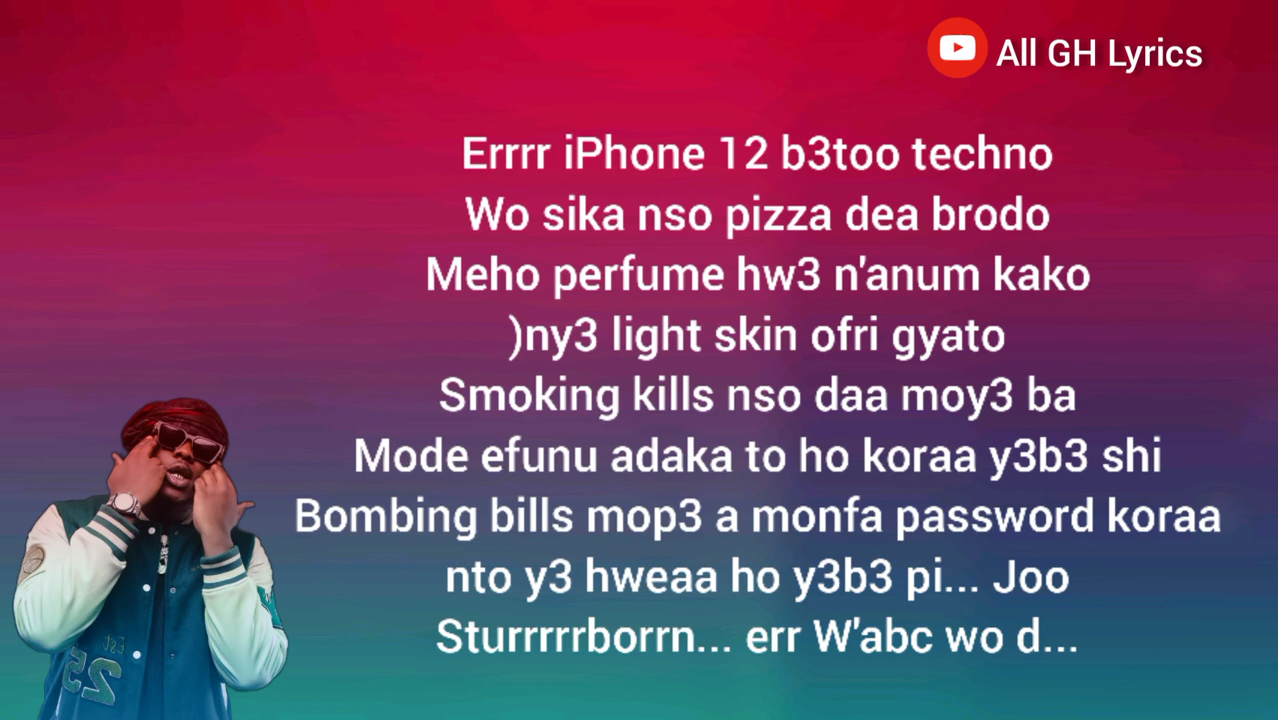 All GH Lyrics
Errrr iPhone 12 b3too techno
Wo sika nso pizza dea brodo
Meho perfume hw3 n'anum kako
)ny3 light skin ofri gyato
Smoking kills nso daa moy3 ba
Mode efunu adaka to ho koraa y3b3 shi
Bombing bills mop3 a monfa password koraa
nto y3 hweaa ho y3b3 pi... Joo
Sturrrrrborrn... err W'abc wo d...
Est
25